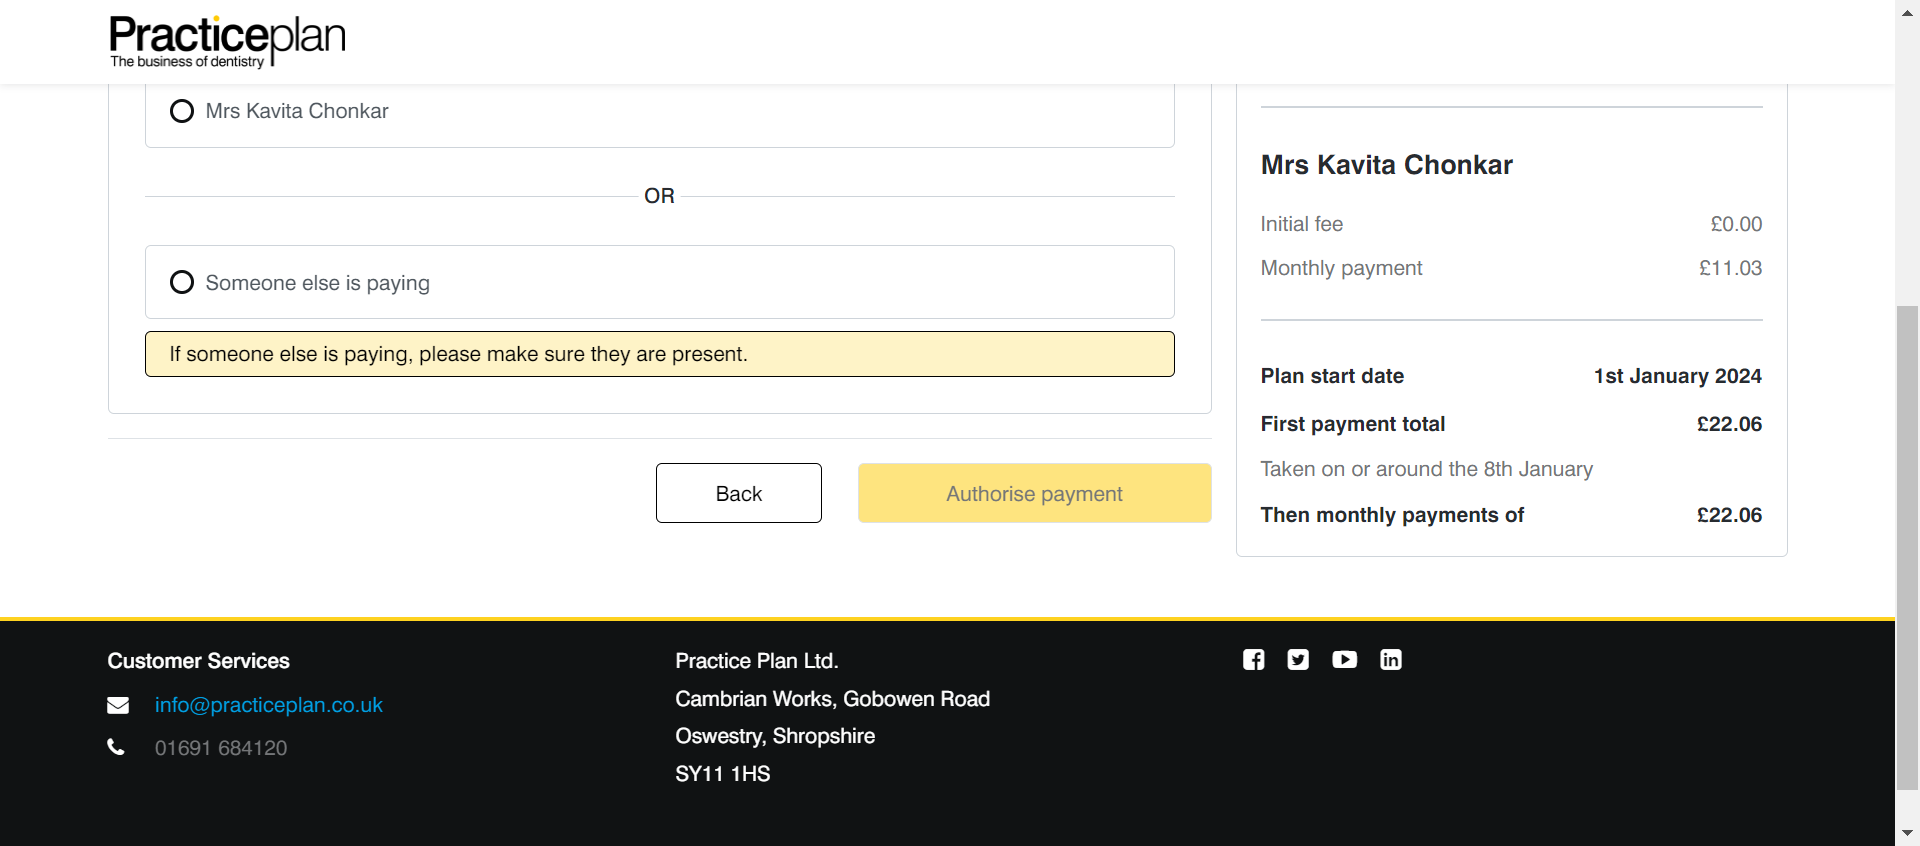 Practiceplan
The business of dentistry
Mrs Kavita Chonkar
OR
Someone else is paying
If someone else is paying, please make sure they are present.
Back
Authorise payment
Mrs Kavita Chonkar
Initial fee £0.00
Monthly payment £11.03
Plan start date 1st January 2024
First payment total £22.06
Taken on or around the 8th January
Then monthly payments of £22.06
Customer Services
info@practiceplan.co.uk
01691 684120
Practice Plan Ltd.
Cambrian Works, Gobowen Road
Oswestry, Shropshire
SY11 1HS